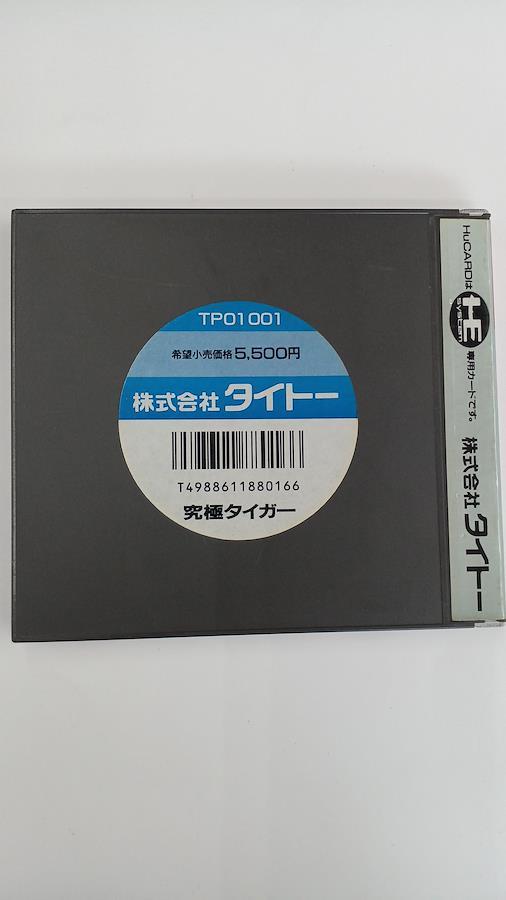 TP01001
希望小売価格5,500円
株式会社タイトー
T4988611880166
究極タイガー
HuCARDは
HE
SYSTEM
専用カードです。
株式会社タイトー